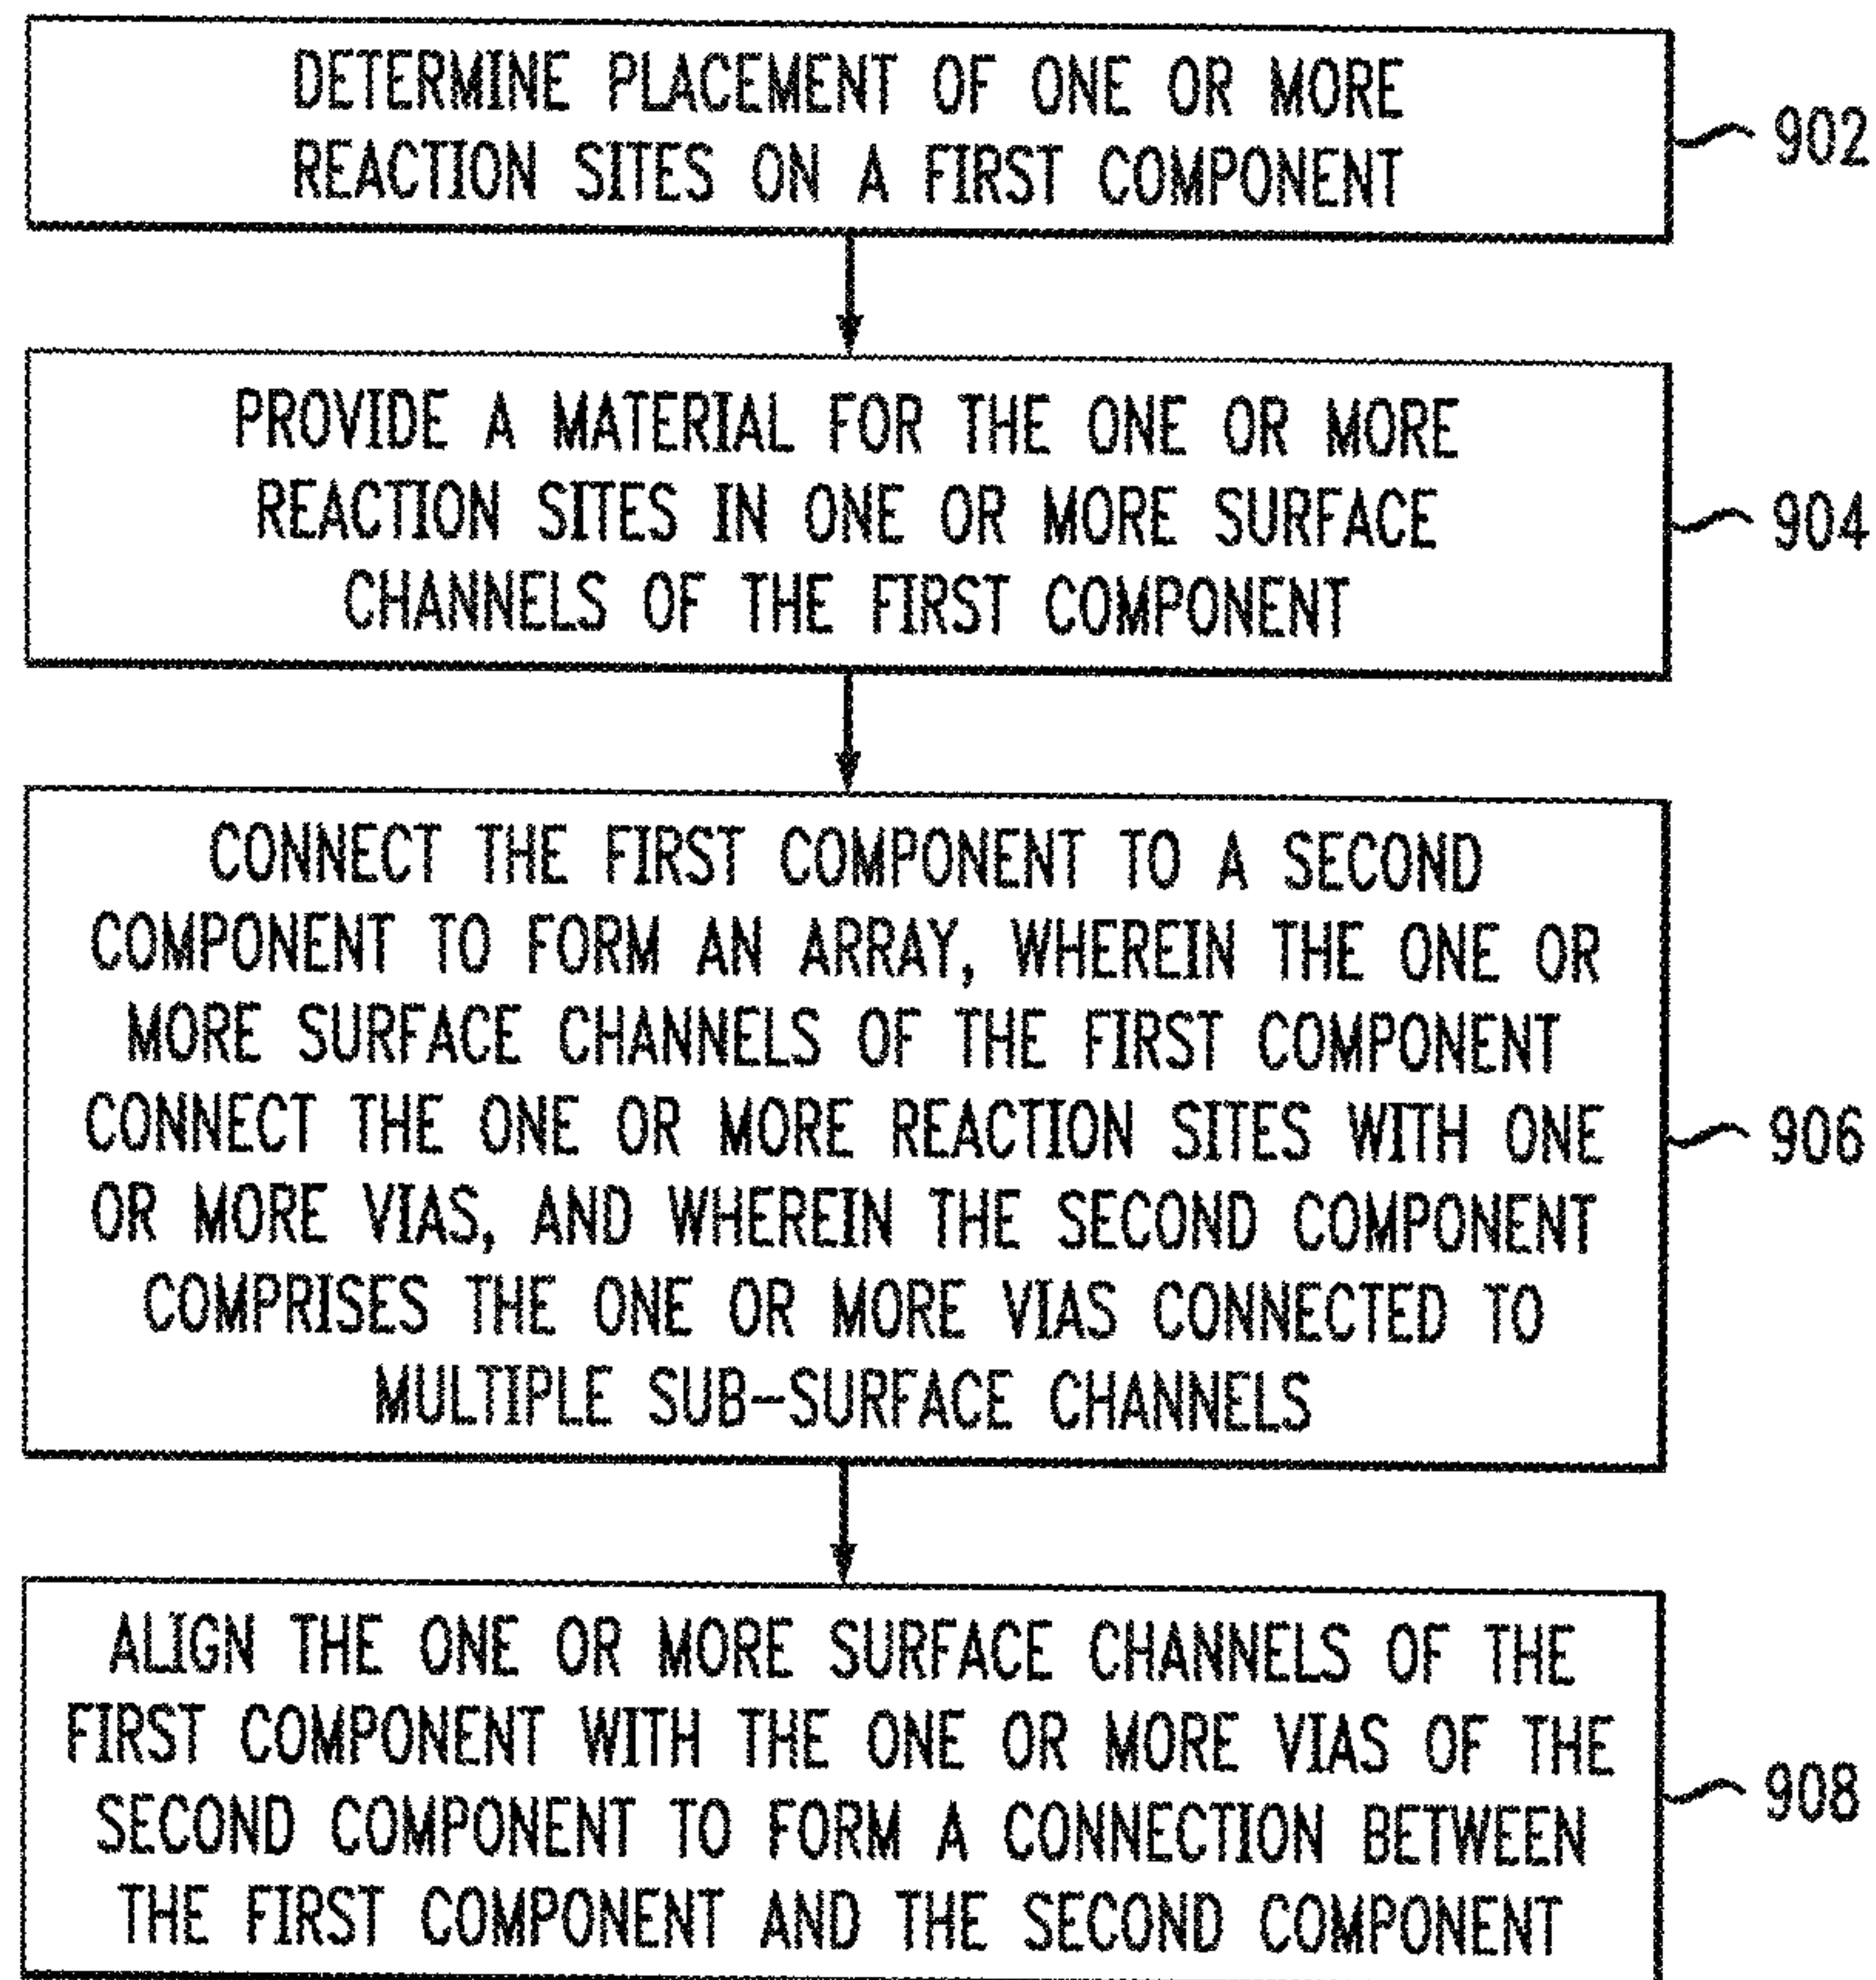 DETERMINE PLACEMENT OF ONE OR MORE
REACTION SITES ON A FIRST COMPONENT
902
PROVIDE A MATERIAL FOR THE ONE OR MORE
REACTION SITES IN ONE OR MORE SURFACE
CHANNELS OF THE FIRST COMPONENT
904
CONNECT THE FIRST COMPONENT TO A SECOND
COMPONENT TO FORM AN ARRAY, WHEREIN THE ONE OR
MORE SURFACE CHANNELS OF THE FIRST COMPONENT
CONNECT THE ONE OR MORE REACTION SITES WITH ONE
OR MORE VIAS, AND WHEREIN THE SECOND COMPONENT
COMPRISES THE ONE OR MORE VIAS CONNECTED TO
MULTIPLE SUB-SURFACE CHANNELS
906
ALIGN THE ONE OR MORE SURFACE CHANNELS OF THE
FIRST COMPONENT WITH THE ONE OR MORE VIAS OF THE
SECOND COMPONENT TO FORM A CONNECTION BETWEEN
THE FIRST COMPONENT AND THE SECOND COMPONENT
908